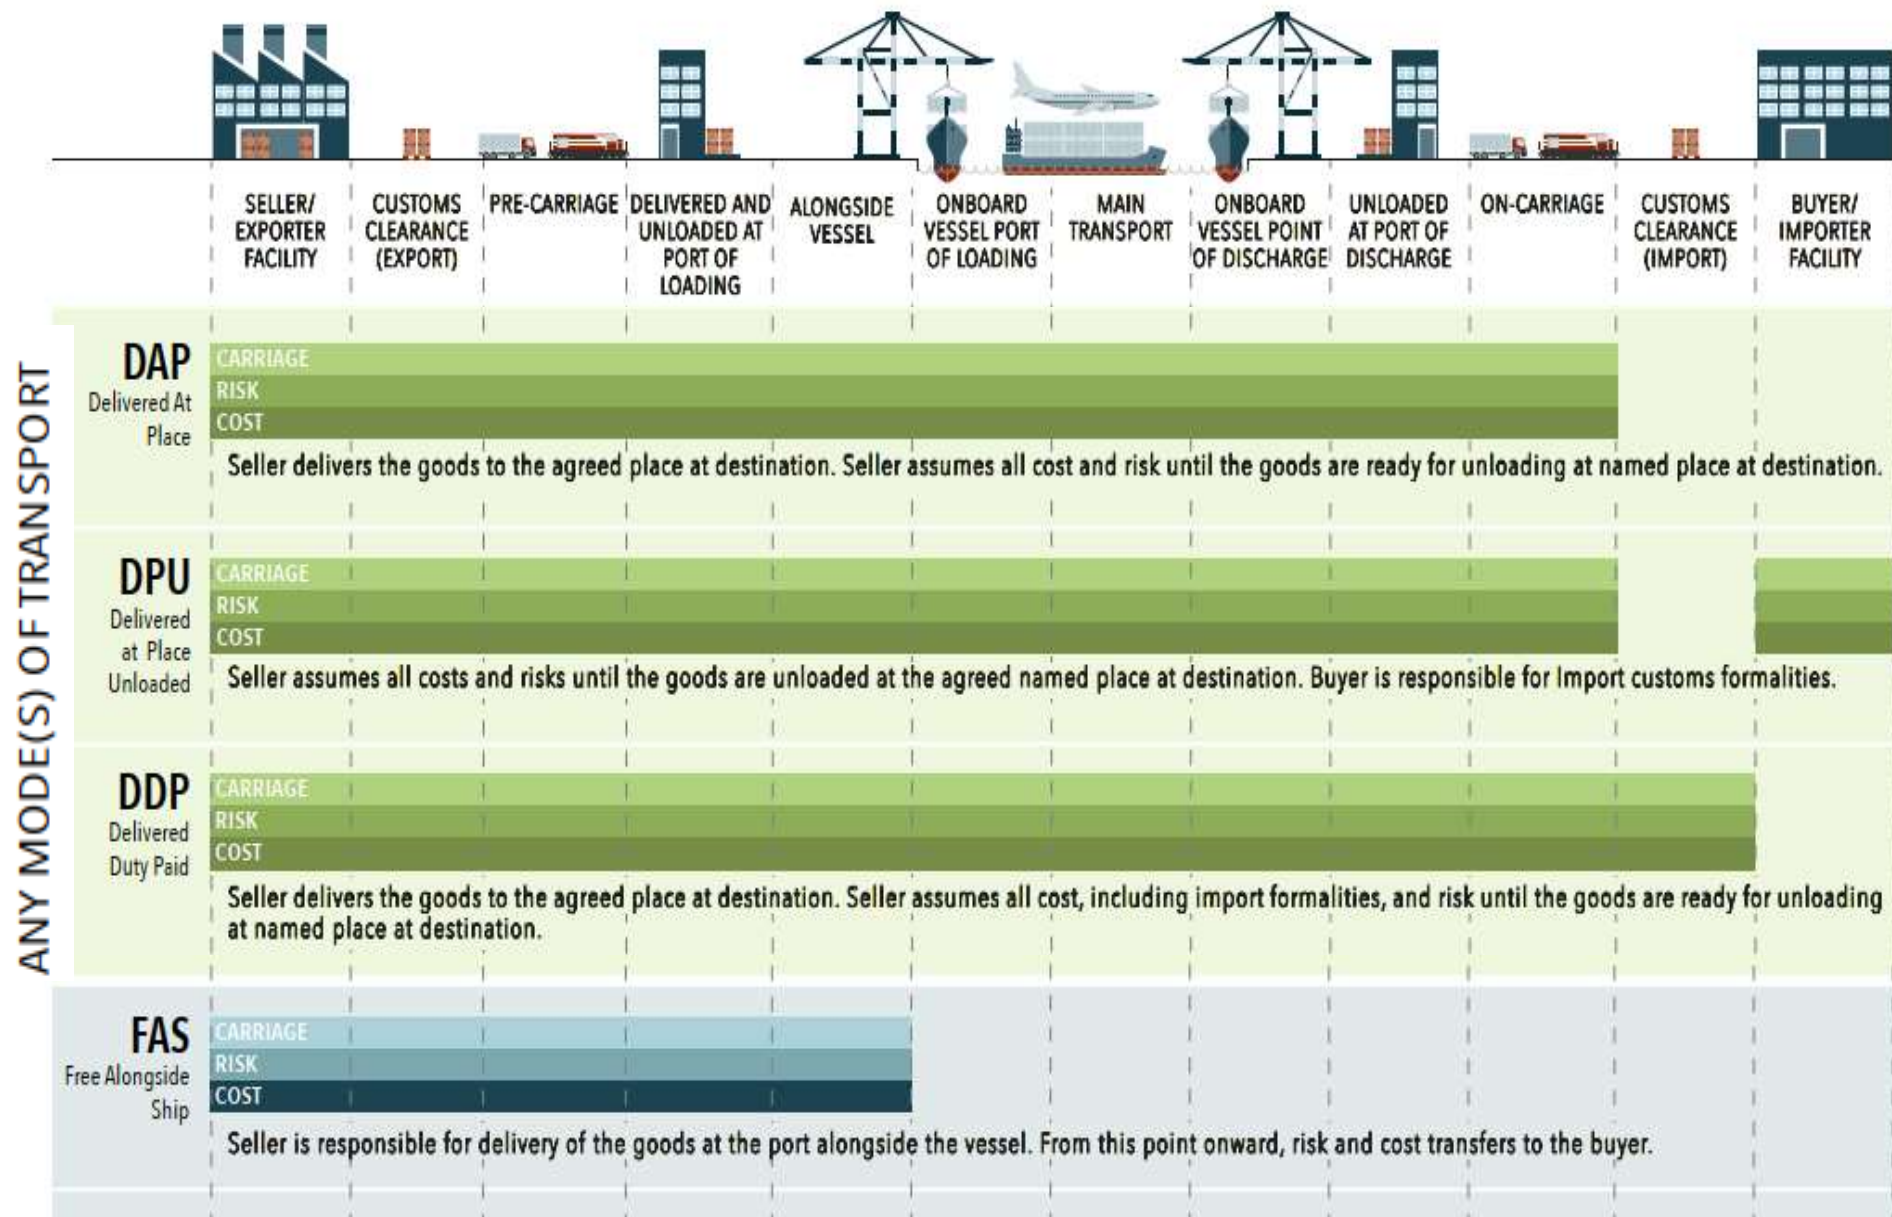 SELLER/
EXPORTER
FACILITY
CUSTOMS
CLEARANCE
(EXPORT)
PRE-CARRIAGE
DELIVERED AND
UNLOADED AT
PORT OF
LOADING
ALONGSIDE
VESSEL
ONBOARD
VESSEL PORT
OF LOADING
MAIN
TRANSPORT
ONBOARD
VESSEL POINT
OF DISCHARGE
UNLOADED
AT PORT OF
DISCHARGE
ON-CARRIAGE
CUSTOMS
CLEARANCE
(IMPORT)
BUYER/
IMPORTER
FACILITY
ANY MODE(S) OF TRANSPORT
DAP
Delivered At
Place
CARRIAGE
RISK
COST
Seller delivers the goods to the agreed place at destination. Seller assumes all cost and risk until the goods are ready for unloading at named place at destination.
DPU
Delivered
at Place
Unloaded
CARRIAGE
RISK
COST
Seller assumes all costs and risks until the goods are unloaded at the agreed named place at destination. Buyer is responsible for Import customs formalities.
DDP
Delivered
Duty Paid
CARRIAGE
RISK
COST
Seller delivers the goods to the agreed place at destination. Seller assumes all cost, including import formalities, and risk until the goods are ready for unloading
at named place at destination.
FAS
Free Alongside
Ship
CARRIAGE
RISK
COST
Seller is responsible for delivery of the goods at the port alongside the vessel. From this point onward, risk and cost transfers to the buyer.